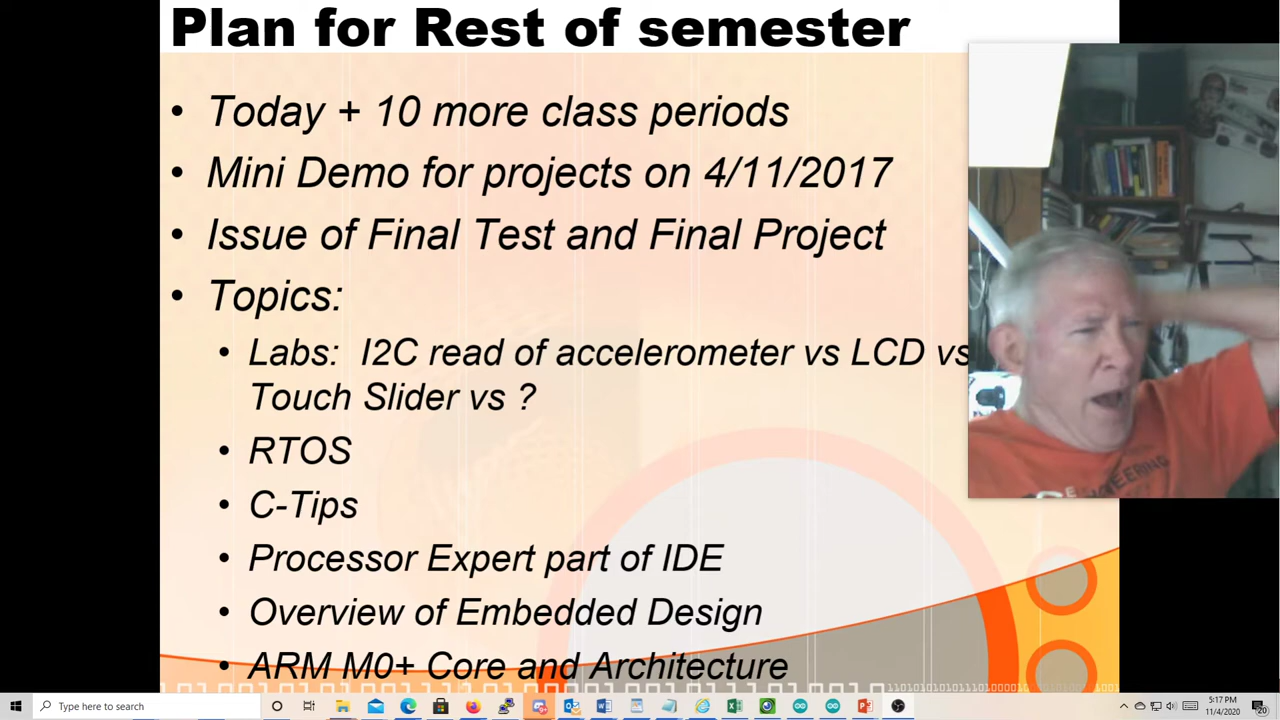 Plan for Rest of semester
• Today + 10 more class periods
• Mini Demo for projects on 4/11/2017
• Issue of Final Test and Final Project
• Topics:
• Labs: I2C read of accelerometer vs LCD vs
Touch Slider vs ?
• RTOS
• C-Tips
• Processor Expert part of IDE
• Overview of Embedded Design
• ARM M0+ Core and Architecture
Type here to search
5:17 PM
11/4/2020
20